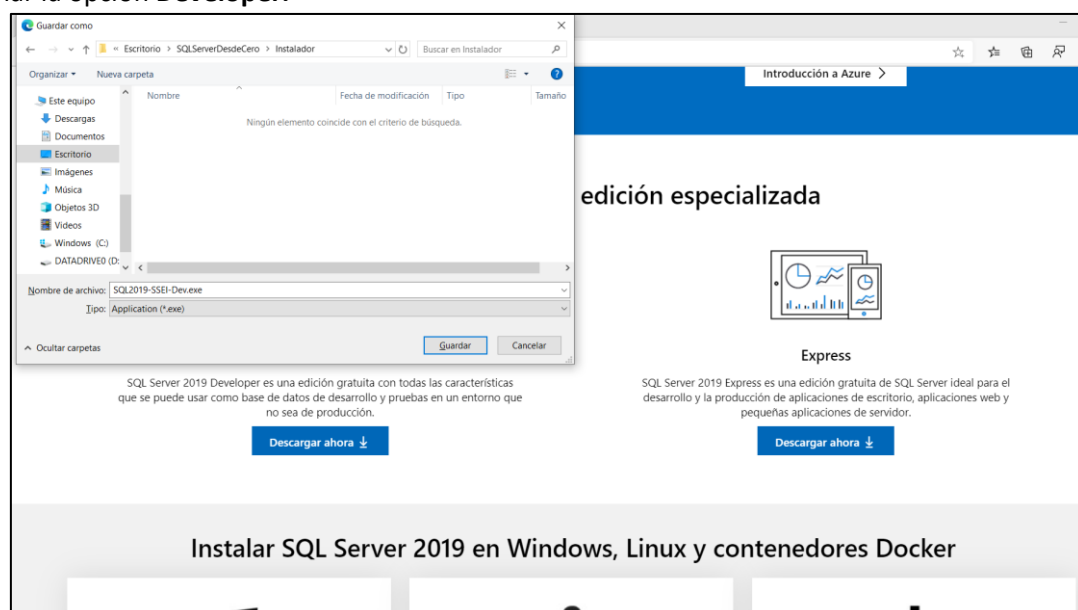 la opción Developer.
Guardar como
« Escritorio > SQLServerDesdeCero > Instalador
Buscar en Instalador
Organizar
Nueva carpeta
Nombre
Fecha de modificación
Tipo
Tamaño
Ningún elemento coincide con el criterio de búsqueda.
Este equipo
Descargas
Documentos
Escritorio
Imágenes
Música
Objetos 3D
Videos
Windows (C:)
DATADRIVE0 (D:
Nombre de archivo: SQL2019-SSEI-Dev.exe
Tipo: Application (*.exe)
Ocultar carpetas
Guardar
Cancelar
Introducción a Azure >
edición especializada
SQL Server 2019 Developer es una edición gratuita con todas las características
que se puede usar como base de datos de desarrollo y pruebas en un entorno que
no sea de producción.
Descargar ahora
Express
SQL Server 2019 Express es una edición gratuita de SQL Server ideal para el
desarrollo y la producción de aplicaciones de escritorio, aplicaciones web y
pequeñas aplicaciones de servidor.
Descargar ahora
Instalar SQL Server 2019 en Windows, Linux y contenedores Docker